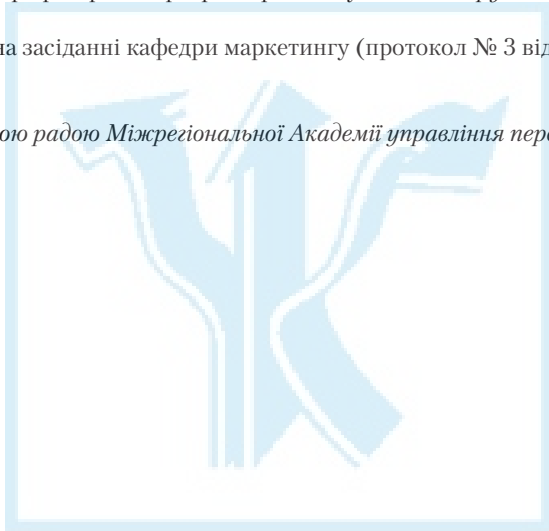 на засіданні кафедри маркетингу (протокол № 3 від
ою радою Міжрегіональної Академії управління перс